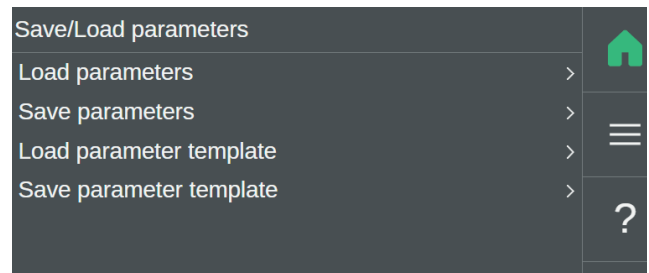 Save/Load parameters
Load parameters
Save parameters
Load parameter template
Save parameter template
?